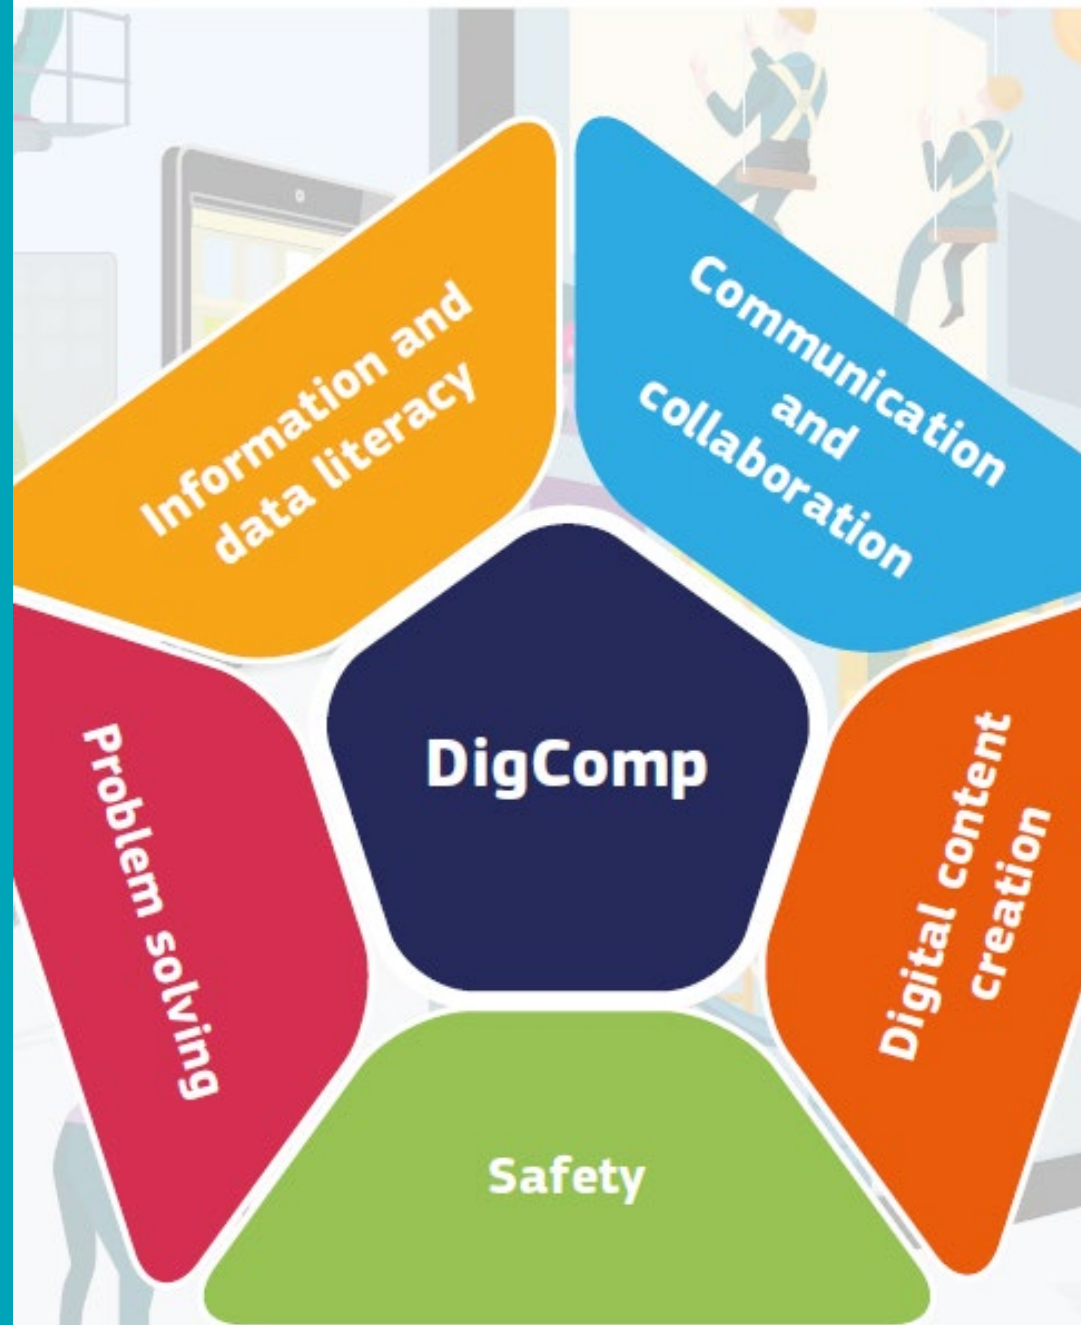 Information and
data literacy
Communication
and
collaboration
DigComp
Problem solving
Digital content
creation
Safety